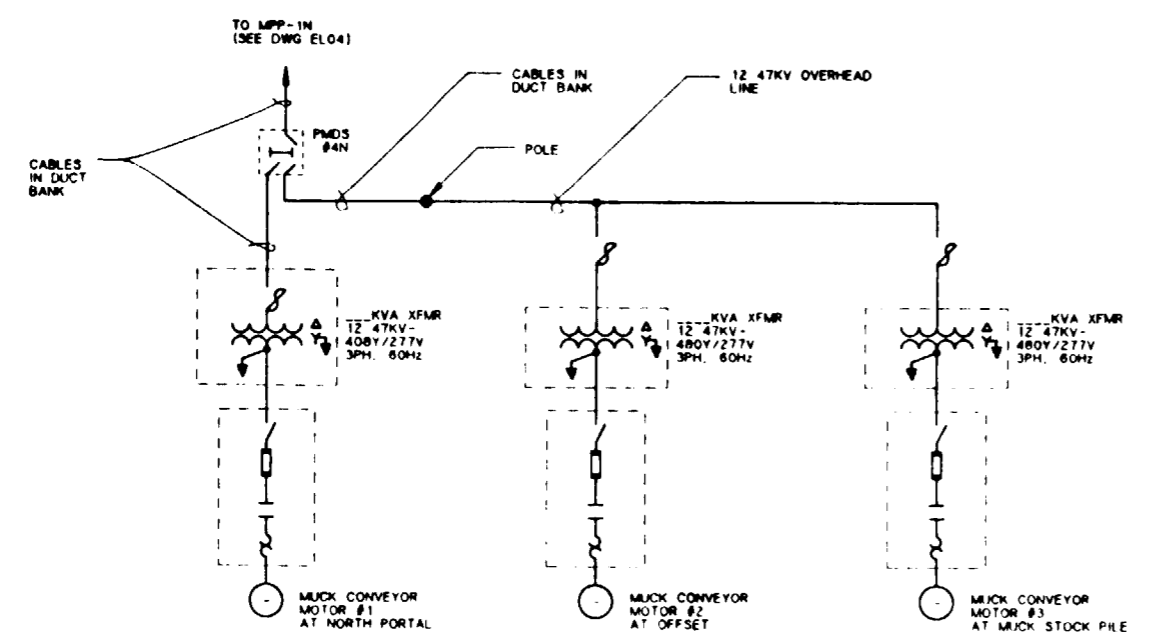 TO MPP-1N
(SEE DWG EL04)
CABLES IN
DUCT BANK
12 47KV OVERHEAD
LINE
PMDS
#4N
POLE
CABLES
IN DUCT
BANK
___KVA XFMR
12 47KV-
408Y/277V
3PH, 60Hz
___KVA XFMR
12 47KV-
480Y/277V
3PH, 60Hz
___KVA XFMR
12 47KV-
480Y/277V
3PH, 60Hz
MUCK CONVEYOR
MOTOR #1
AT NORTH PORTAL
MUCK CONVEYOR
MOTOR #2
AT OFFSET
MUCK CONVEYOR
MOTOR #3
AT MUCK STOCK PILE